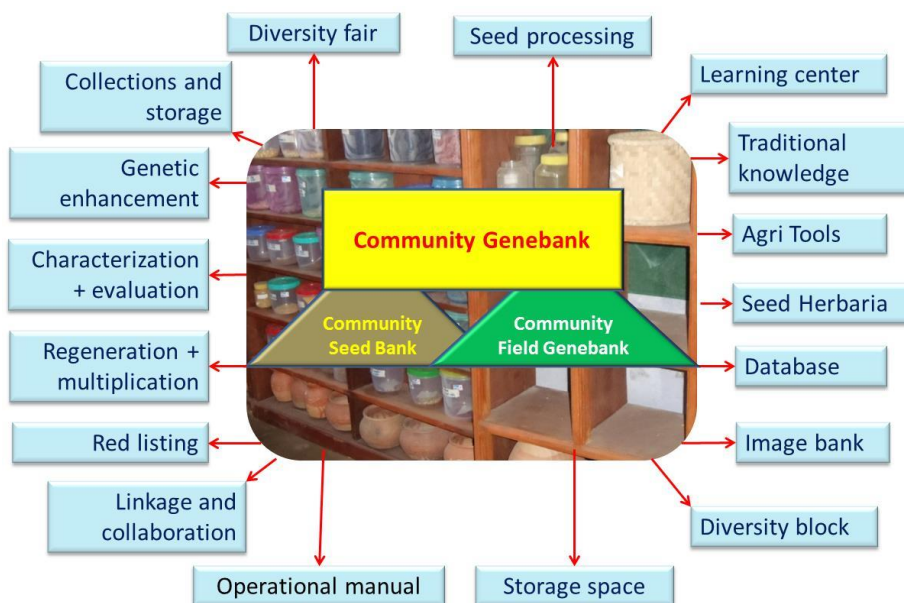 Diversity fair
Seed processing
Collections and
storage
Learning center
Genetic
enhancement
Traditional
knowledge
Characterization
+ evaluation
Agri Tools
Community Genebank
Seed Herbaria
Community
Seed Bank
Community
Field Genebank
Regeneration +
multiplication
Database
Red listing
Image bank
Linkage and
collaboration
Diversity block
Operational manual
Storage space